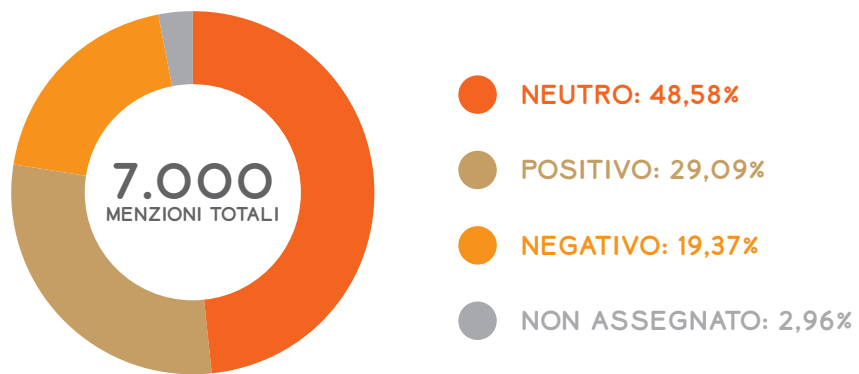 7.000
MENZIONI TOTALI
NEUTRO: 48,58%
POSITIVO: 29,09%
NEGATIVO: 19,37%
NON ASSEGNATO: 2,96%